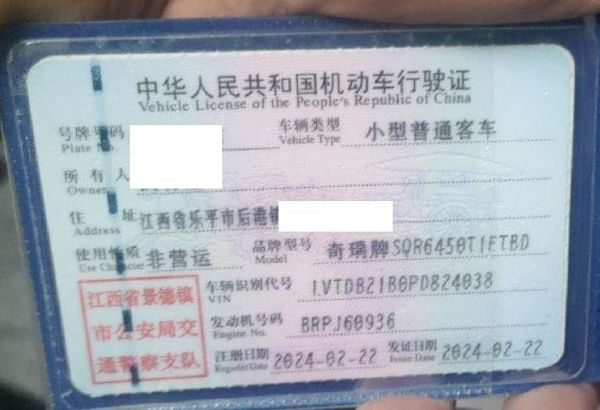 中华人民共和国机动车行驶证
Vehicle License of the People's Republic of China
号牌号码 车辆类型 小型普通客车
Plate No. Vehicle Type
所有人
Owner
住 址 江西省乐平市后港镇
Address
使用性质 非营运 品牌型号 奇瑞牌SQR6450T1FTBD
Use Character Model
江西省景德镇
市公安局交
通警察支队
车辆识别代号 LVTDB21B0PD824038
VIN
发动机号码 BRPJ60936
Engine No.
注册日期 2024-02-22 发证日期 2024-02-22
Register Date Issue Date